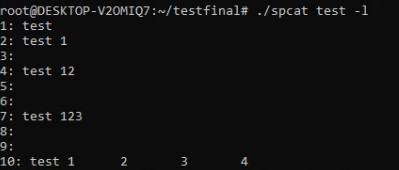 root@DESKTOP-V2OMIQ7:~/testfinal# ./spcat test -l
1: test
2: test 1
3:
4: test 12
5:
6:
7: test 123
8:
9:
10: test 1      2       3       4